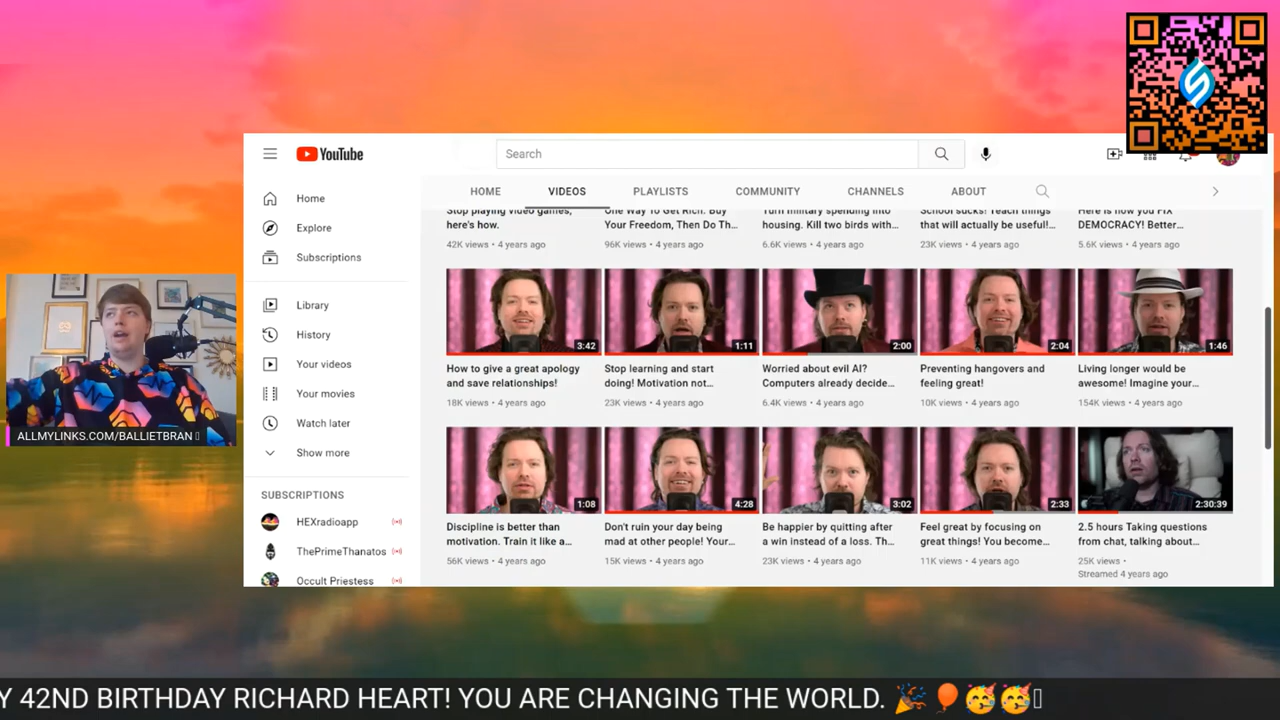 YouTube
Search
HOME VIDEOS PLAYLISTS COMMUNITY CHANNELS ABOUT
Home
Explore
Subscriptions
Library
History
Your videos
Your movies
Watch later
Show more
SUBSCRIPTIONS
HEXradioapp
ThePrimeThanatos
Occult Priestess
Stop playing video games,
here's how.
42K views • 4 years ago
One Way To Get Rich. Buy
Your Freedom, Then Do Th...
96K views • 4 years ago
Turn military spending into
housing. Kill two birds with...
6.6K views • 4 years ago
School sucks! Teach things
that will actually be useful!...
23K views • 4 years ago
Here is how you FIX
DEMOCRACY! Better...
5.6K views • 4 years ago
3:42
How to give a great apology
and save relationships!
18K views • 4 years ago
1:11
Stop learning and start
doing! Motivation not...
23K views • 4 years ago
2:00
Worried about evil AI?
Computers already decide...
6.4K views • 4 years ago
2:04
Preventing hangovers and
feeling great!
10K views • 4 years ago
1:46
Living longer would be
awesome! Imagine your...
154K views • 4 years ago
1:08
Discipline is better than
motivation. Train it like a...
56K views • 4 years ago
4:28
Don't ruin your day being
mad at other people! Your...
15K views • 4 years ago
3:02
Be happier by quitting after
a win instead of a loss. Th...
23K views • 4 years ago
2:33
Feel great by focusing on
great things! You become...
11K views • 4 years ago
2:30:39
2.5 hours Taking questions
from chat, talking about...
25K views •
Streamed 4 years ago
ALLMYLINKS.COM/BALLIETBRAN
Y 42ND BIRTHDAY RICHARD HEART! YOU ARE CHANGING THE WORLD. 🎉🎈🥳🥳